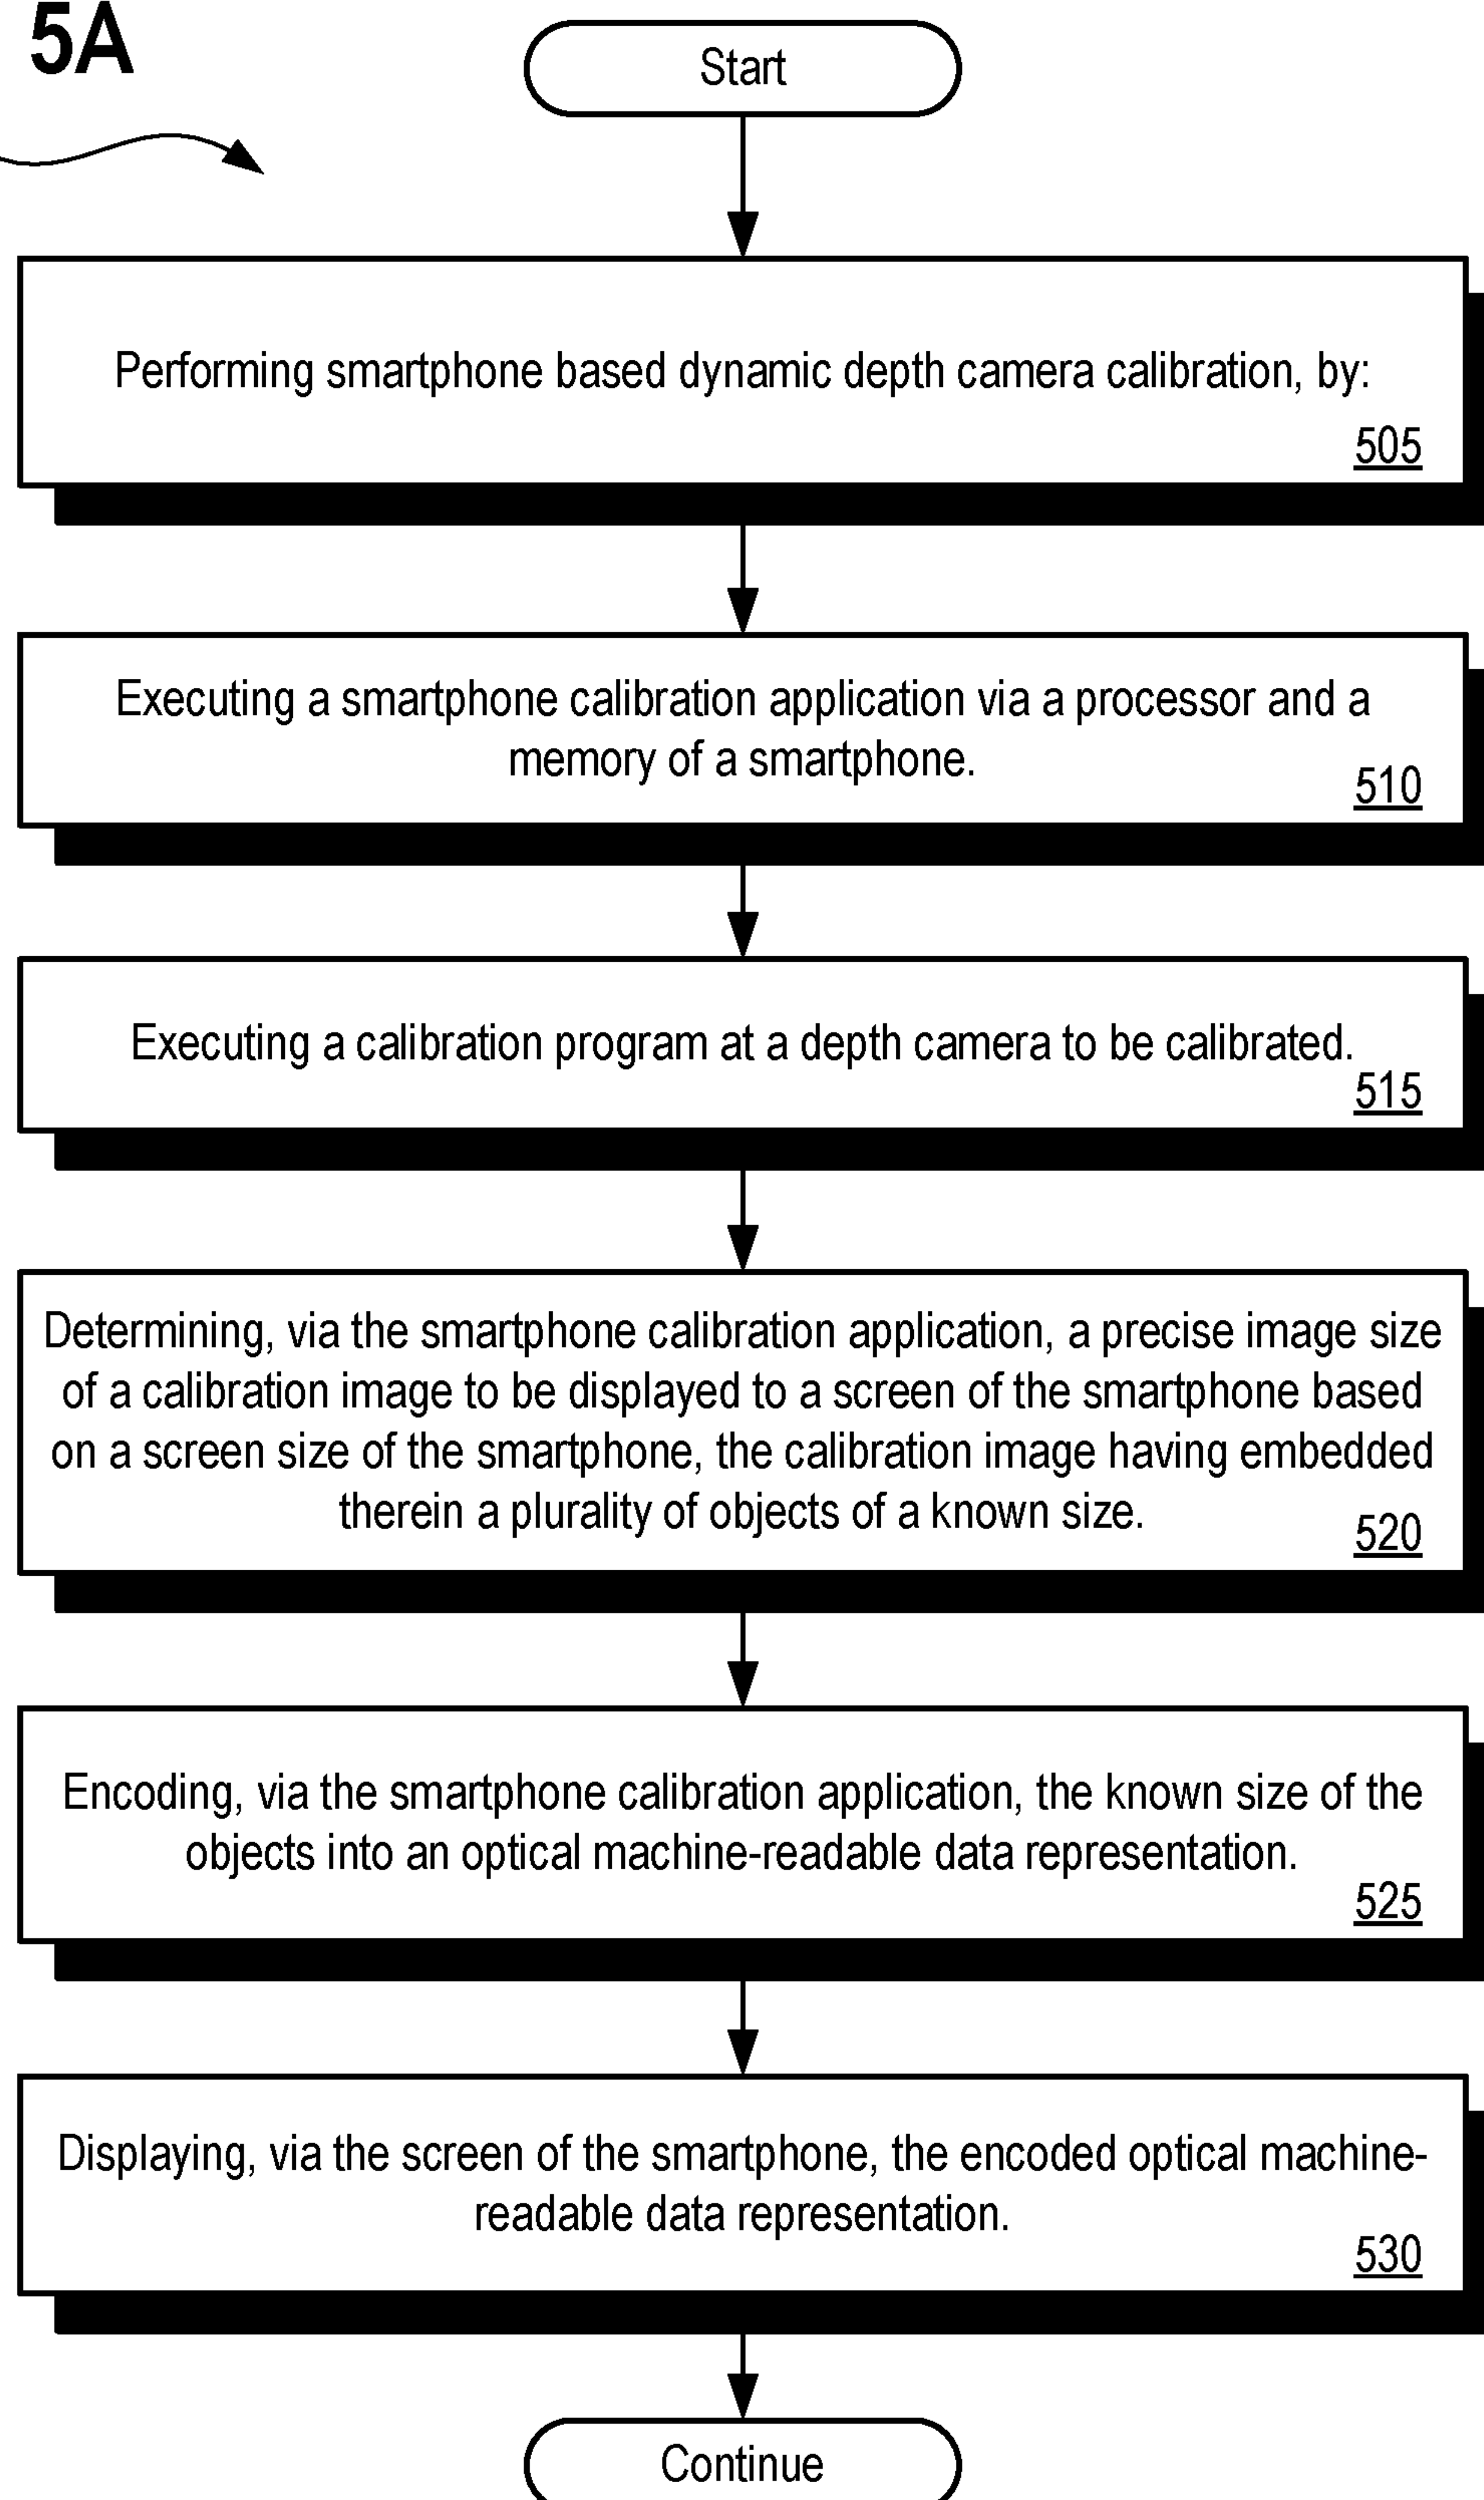 5A
Start
Performing smartphone based dynamic depth camera calibration, by:
505
Executing a smartphone calibration application via a processor and a
memory of a smartphone.
510
Executing a calibration program at a depth camera to be calibrated.
515
Determining, via the smartphone calibration application, a precise image size
of a calibration image to be displayed to a screen of the smartphone based
on a screen size of the smartphone, the calibration image having embedded
therein a plurality of objects of a known size.
520
Encoding, via the smartphone calibration application, the known size of the
objects into an optical machine-readable data representation.
525
Displaying, via the screen of the smartphone, the encoded optical machine-
readable data representation.
530
Continue